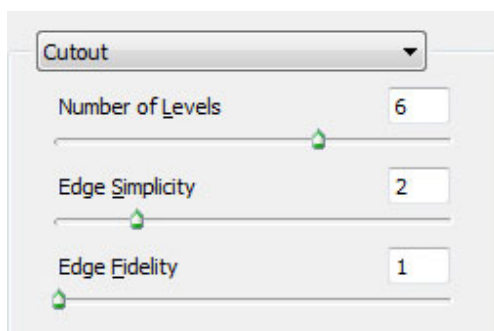 Cutout
Number of Levels 6
Edge Simplicity 2
Edge Fidelity 1